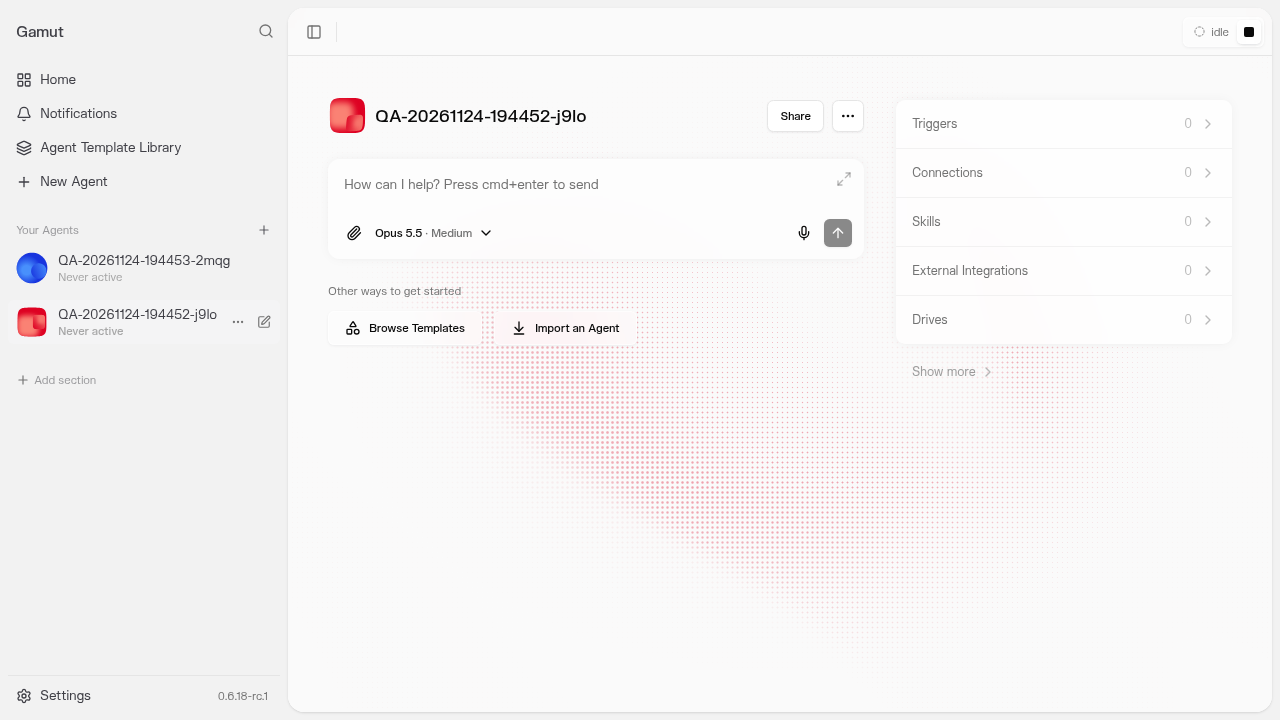 Gamut
Home
Notifications
Agent Template Library
New Agent
Your Agents
QA-20261124-194453-2mqg
Never active
QA-20261124-194452-j9lo
Never active
Add section
Settings
0.6.18-rc.1
idle
QA-20261124-194452-j9lo
Share
How can I help? Press cmd+enter to send
Opus 5.5 · Medium
Other ways to get started
Browse Templates
Import an Agent
Triggers 0
Connections 0
Skills 0
External Integrations 0
Drives 0
Show more